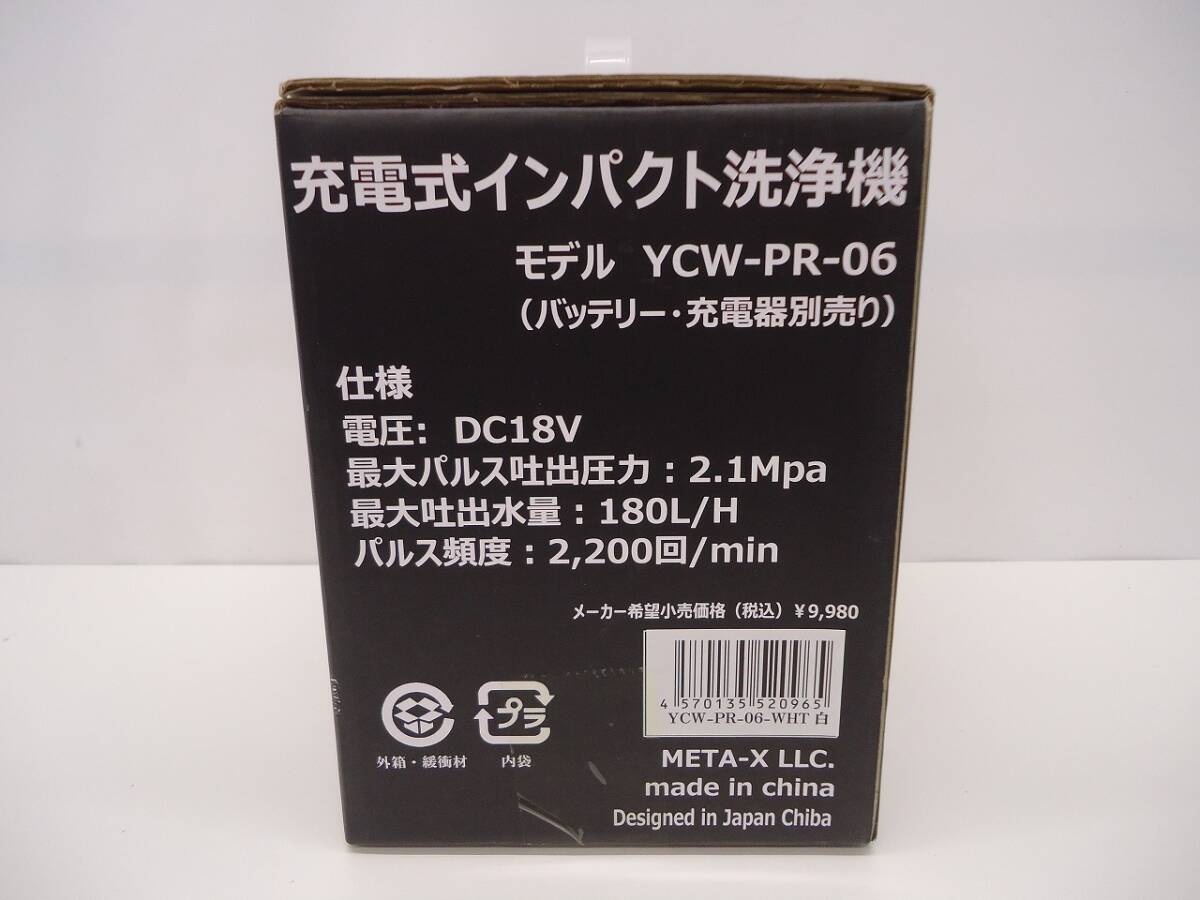 充電式インパクト洗浄機
モデル YCW-PR-06
（バッテリー・充電器別売り）
仕様
電圧： DC18V
最大パルス吐出圧力：2.1Mpa
最大吐出水量：180L/H
パルス頻度：2,200回/min
メーカー希望小売価格（税込）￥9,980
4 570135 520965
YCW-PR-06-WHT 白
プラ
外箱・緩衝材 内袋
META-X LLC.
made in china
Designed in Japan Chiba